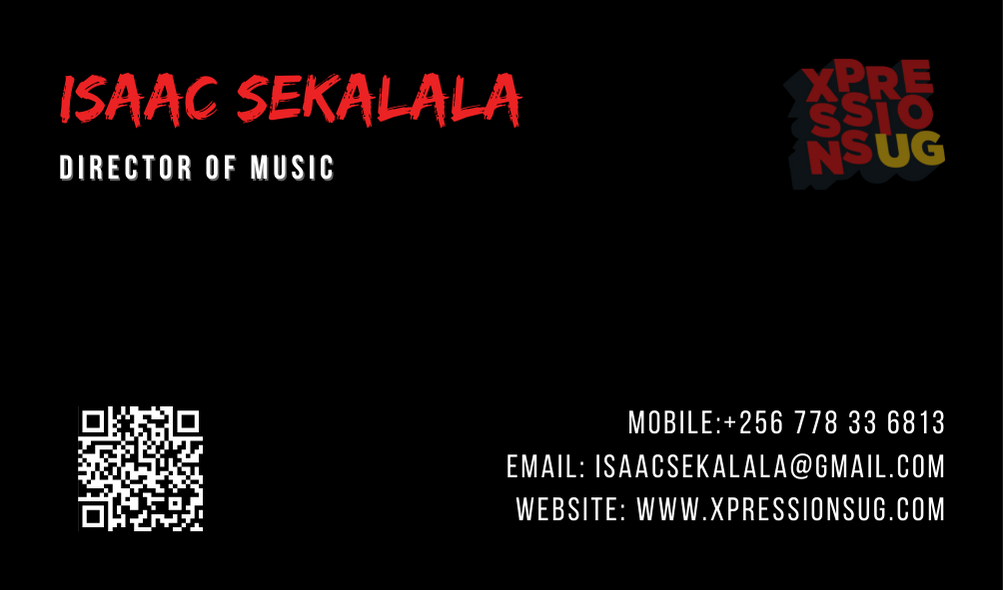 ISAAC SEKALALA
DIRECTOR OF MUSIC
XPRE
SSIO
NSUG
MOBILE:+256 778 33 6813
EMAIL: ISAACSEKALALA@GMAIL.COM
WEBSITE: WWW.XPRESSIONSUG.COM